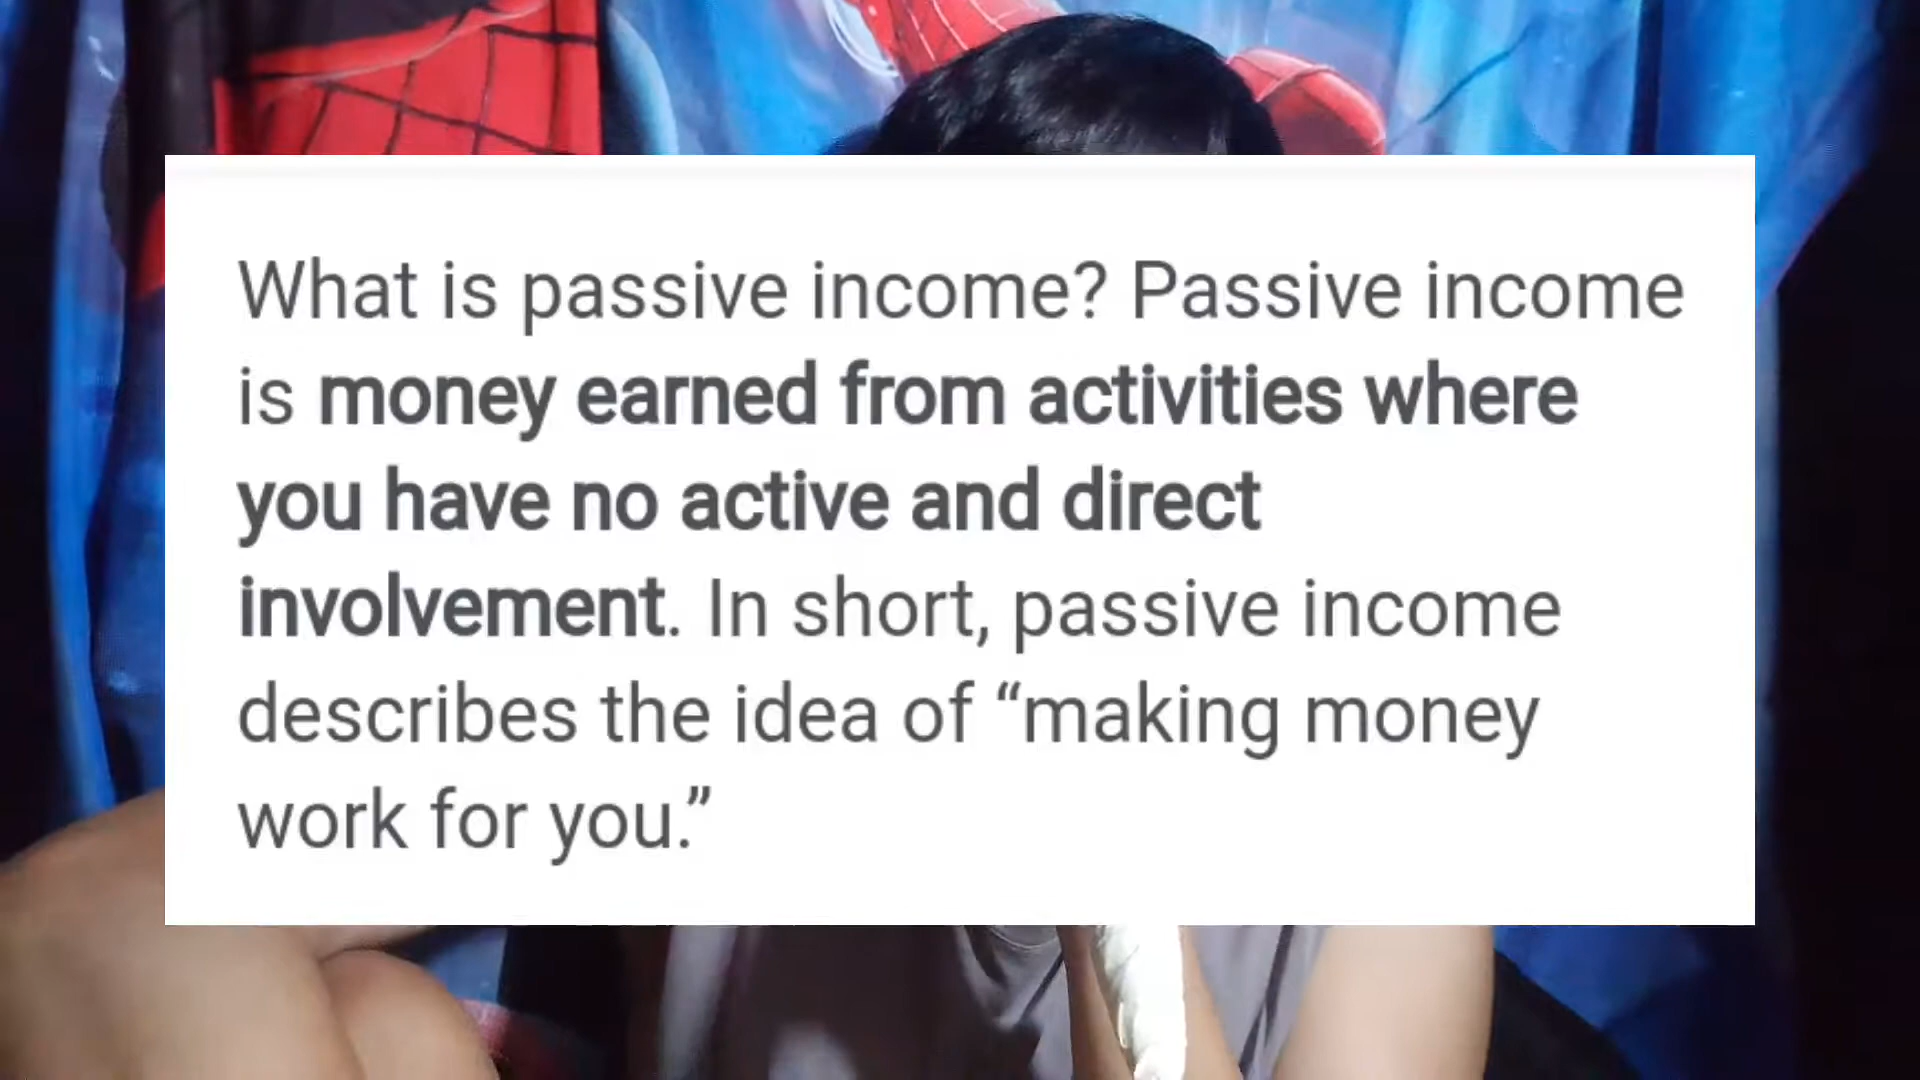 What is passive income? Passive income
is money earned from activities where
you have no active and direct
involvement. In short, passive income
describes the idea of “making money
work for you.”